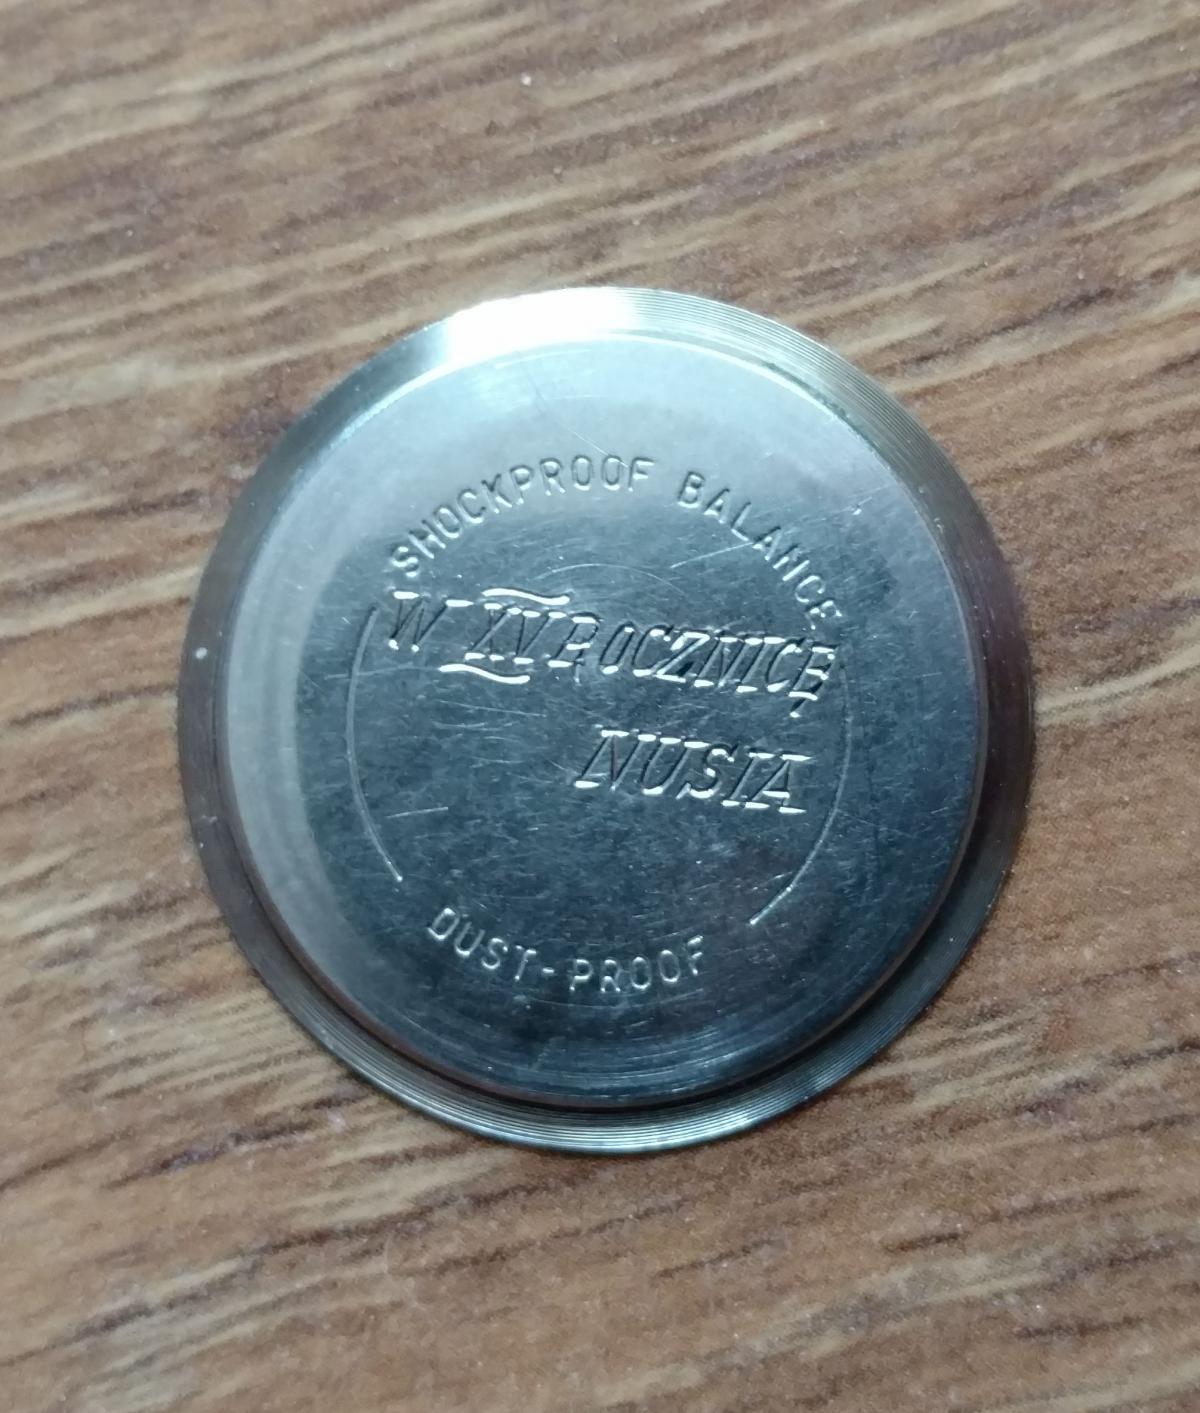 SHOCKPROOF BALANCE
W XV ROCZNICĘ
NUSIA
DUST-PROOF